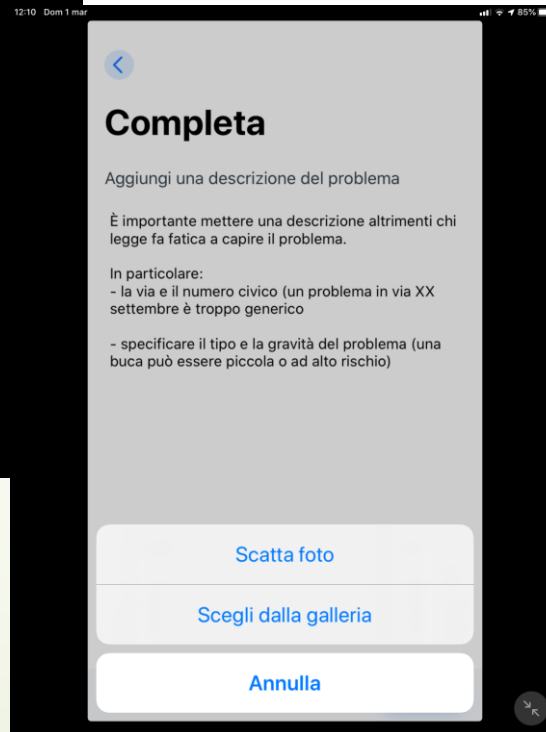 12:10 Dom 1 mar
85%
Completa
Aggiungi una descrizione del problema
È importante mettere una descrizione altrimenti chi
legge fa fatica a capire il problema.
In particolare:
- la via e il numero civico (un problema in via XX
settembre è troppo generico
- specificare il tipo e la gravità del problema (una
buca può essere piccola o ad alto rischio)
Scatta foto
Scegli dalla galleria
Annulla